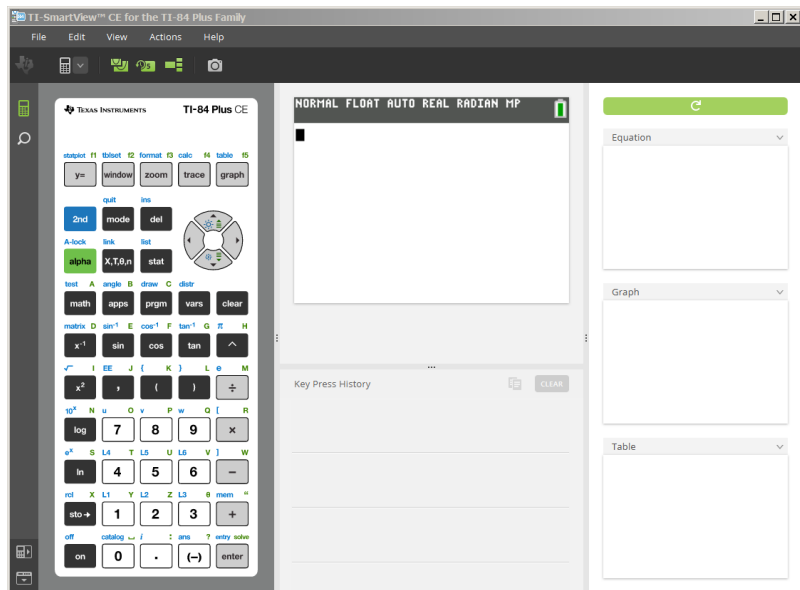 TI-SmartView™ CE for the TI-84 Plus Family
File Edit View Actions Help
TEXAS INSTRUMENTS TI-84 Plus CE
statplot f1 tblset f2 format f3 calc f4 table f5
y= window zoom trace graph
quit ins
2nd mode del
A-lock link list
alpha X,T,θ,n stat
test A angle B draw C distr
math apps prgm vars clear
matrix D sin⁻¹ E cos⁻¹ F tan⁻¹ G π H
x⁻¹ sin cos tan ^
√ I EE J { K } L e M
x² , ( ) ÷
10ˣ N u O v P w Q [ R
log 7 8 9 ×
eˣ S L4 T L5 U L6 V ] W
ln 4 5 6 −
rcl X L1 Y L2 Z L3 θ mem "
sto→ 1 2 3 +
off catalog ⎵ i : ans ? entry solve
on 0 . (−) enter
NORMAL FLOAT AUTO REAL RADIAN MP
Key Press History CLEAR
Equation
Graph
Table